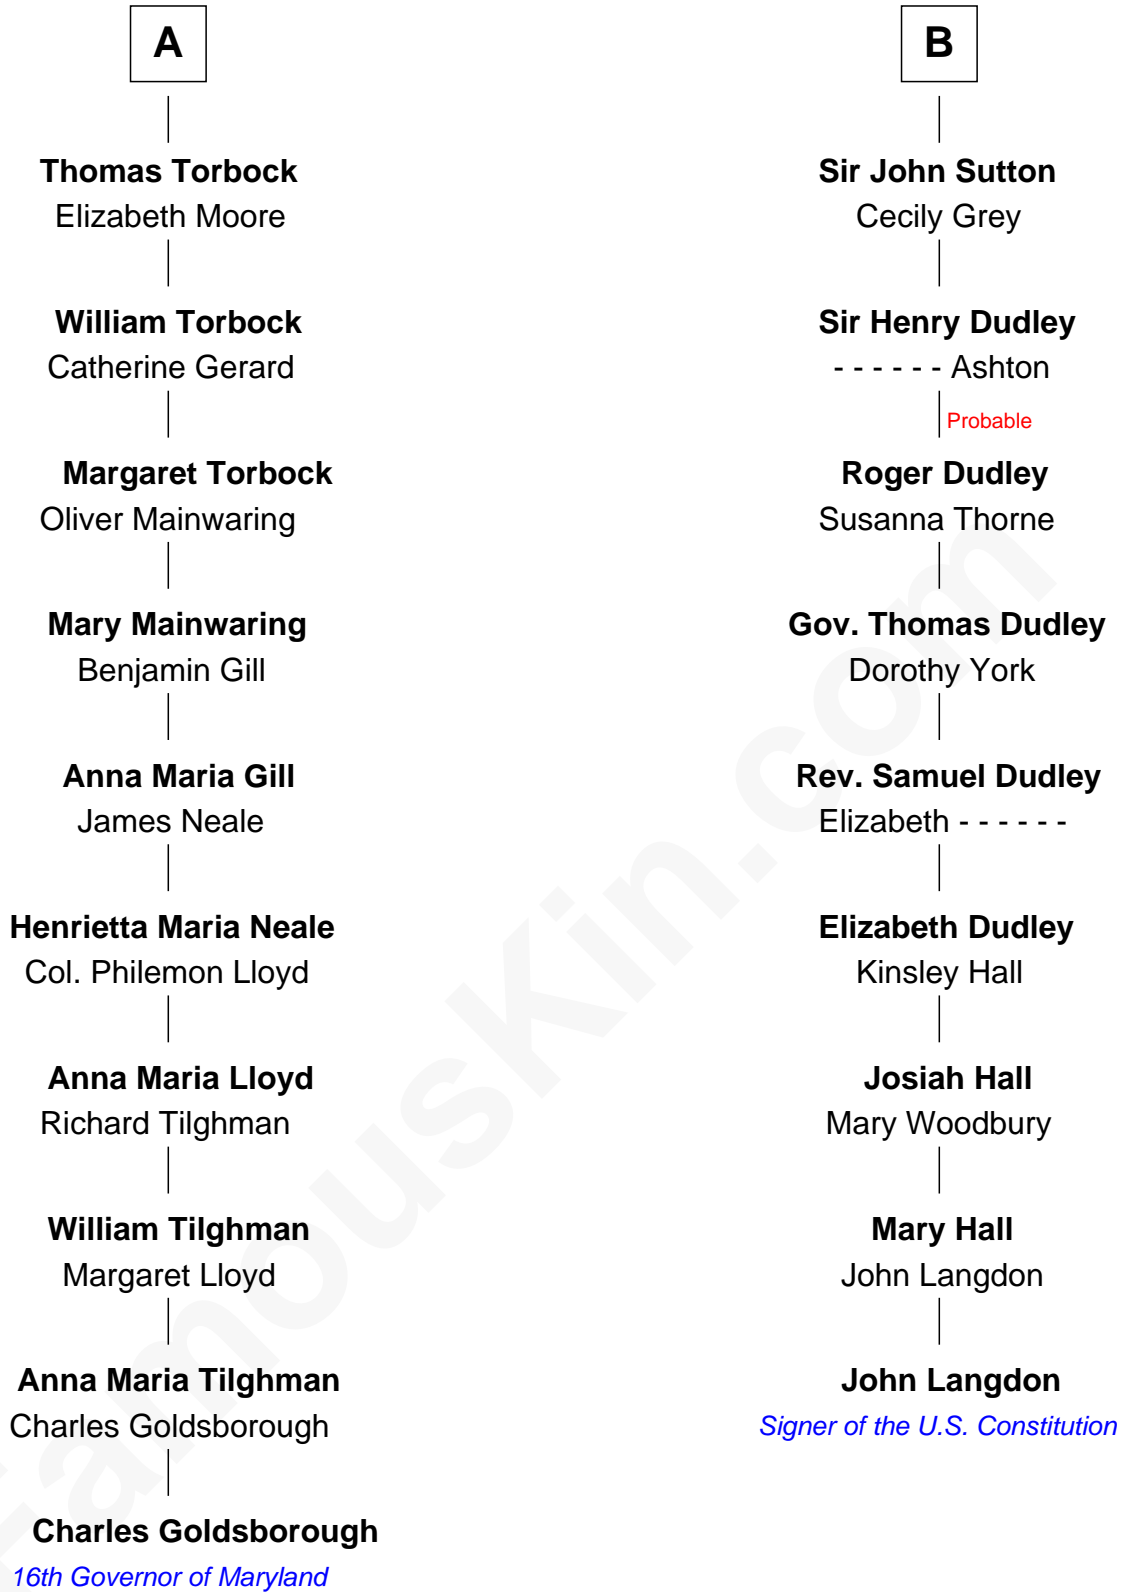 A
Thomas Torbock
Elizabeth Moore
William Torbock
Catherine Gerard
Margaret Torbock
Oliver Mainwaring
Mary Mainwaring
Benjamin Gill
Anna Maria Gill
James Neale
Henrietta Maria Neale
Col. Philemon Lloyd
Anna Maria Lloyd
Richard Tilghman
William Tilghman
Margaret Lloyd
Anna Maria Tilghman
Charles Goldsborough
Charles Goldsborough
16th Governor of Maryland
B
Sir John Sutton
Cecily Grey
Sir Henry Dudley
- - - - - - Ashton
Probable
Roger Dudley
Susanna Thorne
Gov. Thomas Dudley
Dorothy York
Rev. Samuel Dudley
Elizabeth - - - - - -
Elizabeth Dudley
Kinsley Hall
Josiah Hall
Mary Woodbury
Mary Hall
John Langdon
John Langdon
Signer of the U.S. Constitution
FamousKin.com